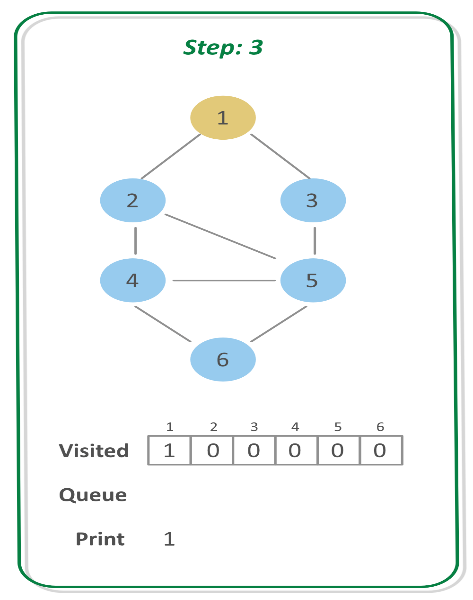 Step: 3
1
2 3
4 5
6
1 2 3 4 5 6
Visited 1 0 0 0 0 0
Queue
Print 1